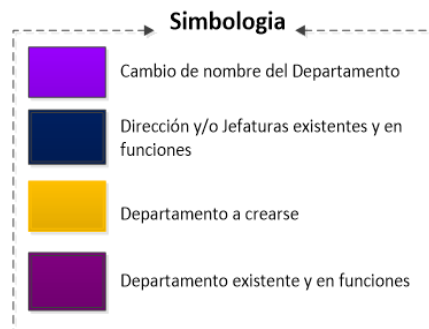 Simbologia
Cambio de nombre del Departamento
Dirección y/o Jefaturas existentes y en
funciones
Departamento a crearse
Departamento existente y en funciones